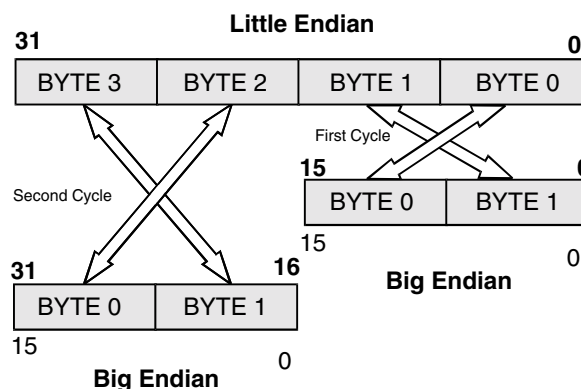 Little Endian
31 0
BYTE 3 BYTE 2 BYTE 1 BYTE 0
First Cycle
15
Second Cycle
BYTE 0 BYTE 1
15 0
31 16
Big Endian
BYTE 0 BYTE 1
15 0
Big Endian